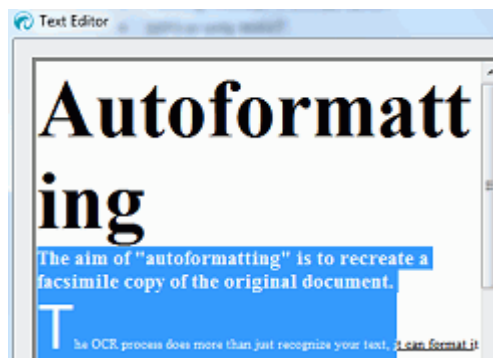 Text Editor
Autoformatt
ing
The aim of "autoformatting" is to recreate a
facsimile copy of the original document.
The OCR process does more than just recognize your text, it can format it